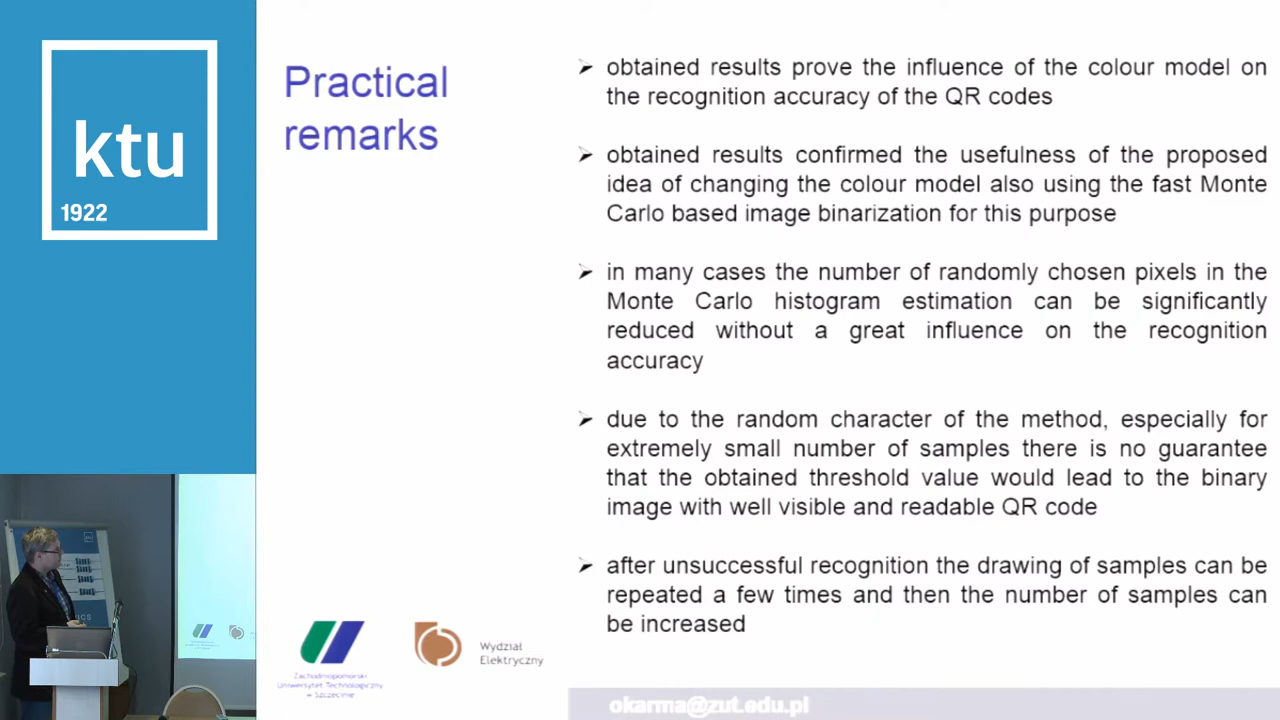 ktu
1922
Practical
remarks
➢ obtained results prove the influence of the colour model on
the recognition accuracy of the QR codes
➢ obtained results confirmed the usefulness of the proposed
idea of changing the colour model also using the fast Monte
Carlo based image binarization for this purpose
➢ in many cases the number of randomly chosen pixels in the
Monte Carlo histogram estimation can be significantly
reduced without a great influence on the recognition
accuracy
➢ due to the random character of the method, especially for
extremely small number of samples there is no guarantee
that the obtained threshold value would lead to the binary
image with well visible and readable QR code
➢ after unsuccessful recognition the drawing of samples can be
repeated a few times and then the number of samples can
be increased
Zachodniopomorski
Uniwersytet Technologiczny
w Szczecinie
Wydział
Elektryczny
okarma@zut.edu.pl